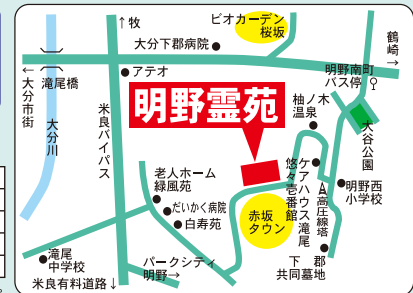 ↑牧
ビオカーデン
桜坂
鶴崎→
大分下郡病院
滝尾橋
アテオ
明野南町
バス停
←大分市街
大分川
米良バイパス
明野霊苑
柚ノ木
温泉
大谷公園
老人ホーム
緑風苑
だいかく病院
白寿苑
悠々壱番館
ケアハウス滝尾
高圧線塔
明野西
小学校
赤坂
タウン
滝尾
中学校
パークシティ
明野→
下郡
共同墓地
米良有料道路↓